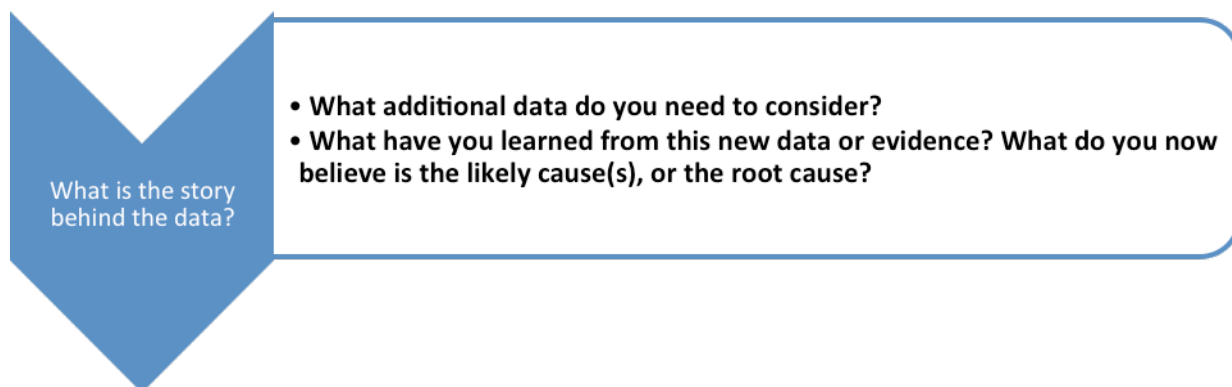 What is the story
behind the data?
• What additional data do you need to consider?
• What have you learned from this new data or evidence? What do you now
believe is the likely cause(s), or the root cause?